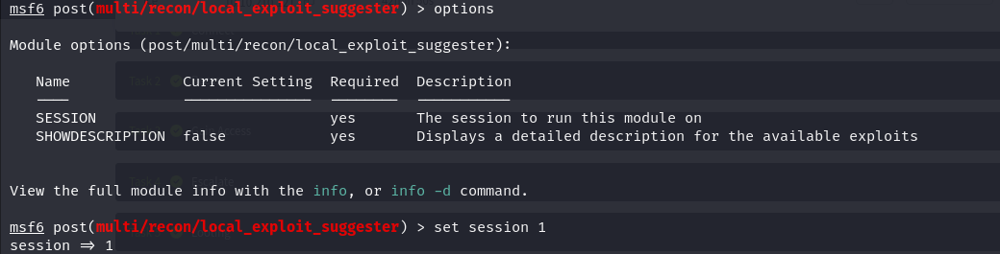 msf6 post(multi/recon/local_exploit_suggester) > options
Module options (post/multi/recon/local_exploit_suggester):
Name Current Setting Required Description
SESSION yes The session to run this module on
SHOWDESCRIPTION false yes Displays a detailed description for the available exploits
View the full module info with the info, or info -d command.
msf6 post(multi/recon/local_exploit_suggester) > set session 1
session => 1